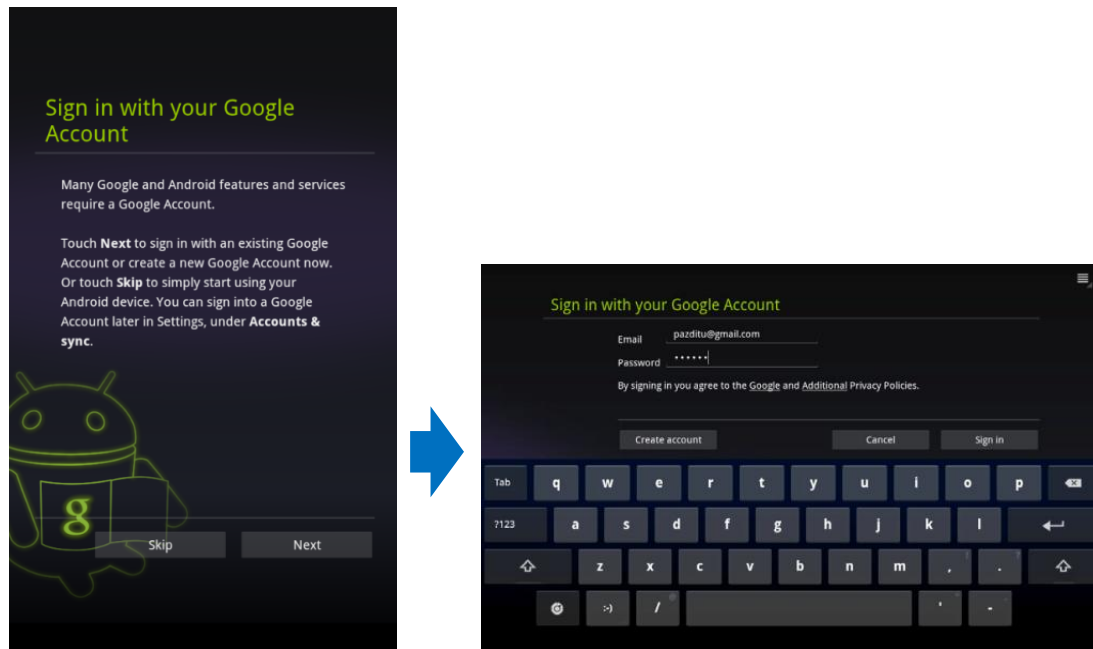 Sign in with your Google
Account
Many Google and Android features and services
require a Google Account.
Touch Next to sign in with an existing Google
Account or create a new Google Account now.
Or touch Skip to simply start using your
Android device. You can sign into a Google
Account later in Settings, under Accounts &
sync.
g
Skip Next
Sign in with your Google Account
Email pazditu@gmail.com
Password ••••••
By signing in you agree to the Google and Additional Privacy Policies.
Create account Cancel Sign in
Tab q w e r t y u i o p
?123 a s d f g h j k l
z x c v b n m , ! . ?
:-) / @ ' " - _